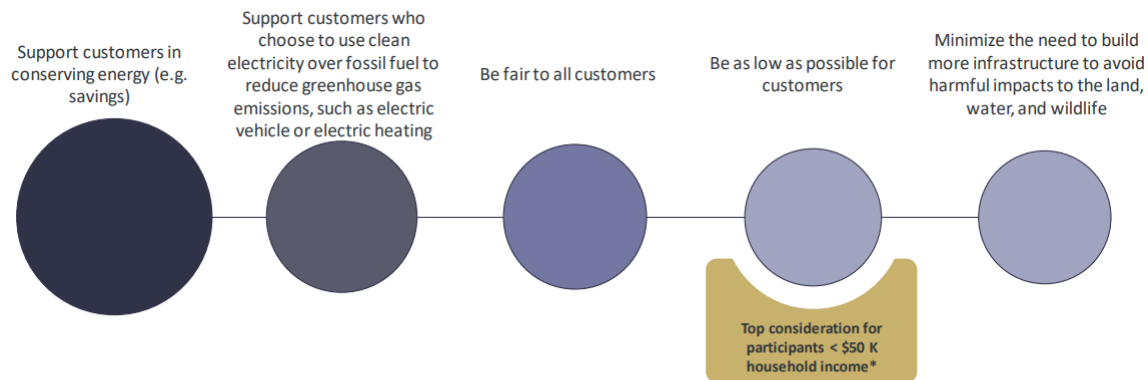 Support customers in
conserving energy (e.g.
savings)
Support customers who
choose to use clean
electricity over fossil fuel to
reduce greenhouse gas
emissions, such as electric
vehicle or electric heating
Be fair to all customers
Be as low as possible for
customers
Minimize the need to build
more infrastructure to avoid
harmful impacts to the land,
water, and wildlife
Top consideration for
participants < $50 K
household income*